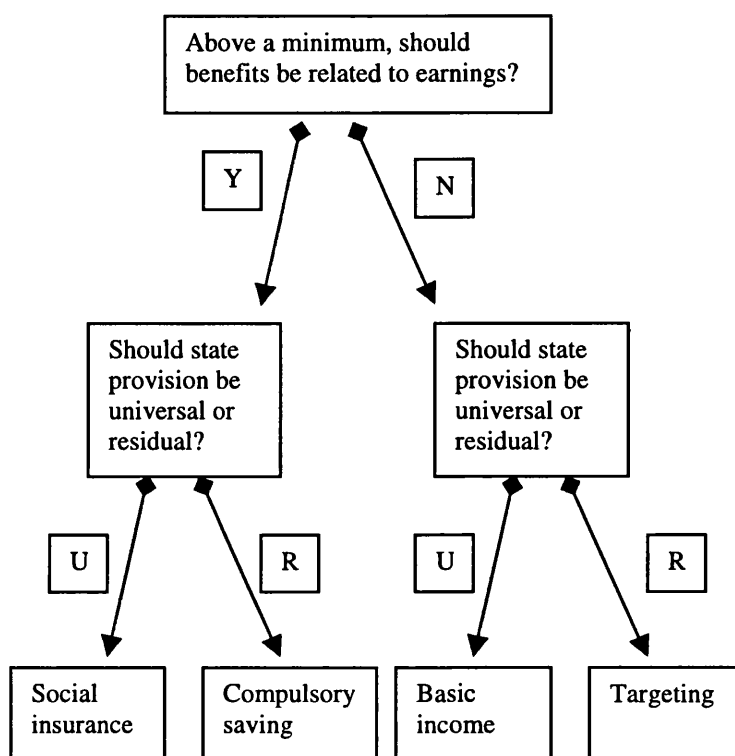 Above a minimum, should
benefits be related to earnings?
Y
N
Should state
provision be
universal or
residual?
Should state
provision be
universal or
residual?
U
R
U
R
Social
insurance
Compulsory
saving
Basic
income
Targeting